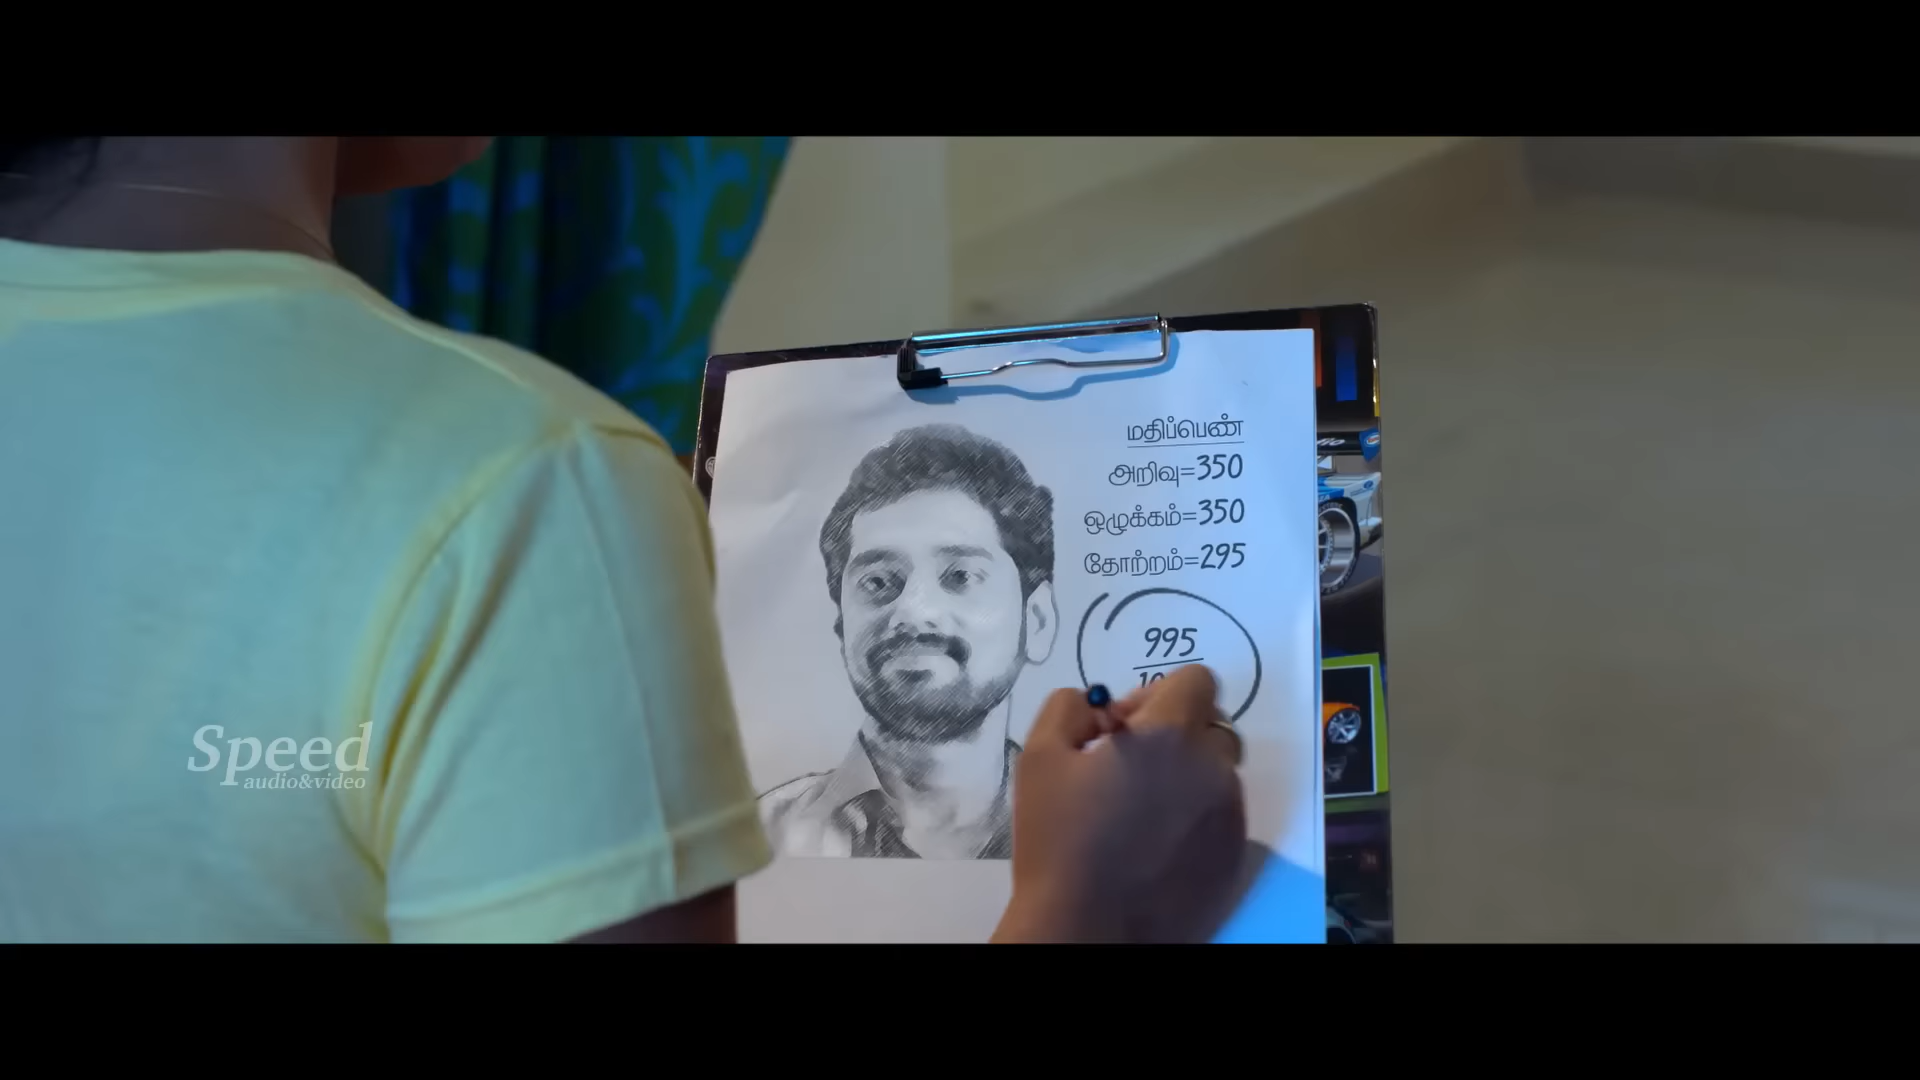 மதிப்பெண்
அறிவு=350
ஒழுக்கம்=350
தோற்றம்=295
995
Speed
audio&video